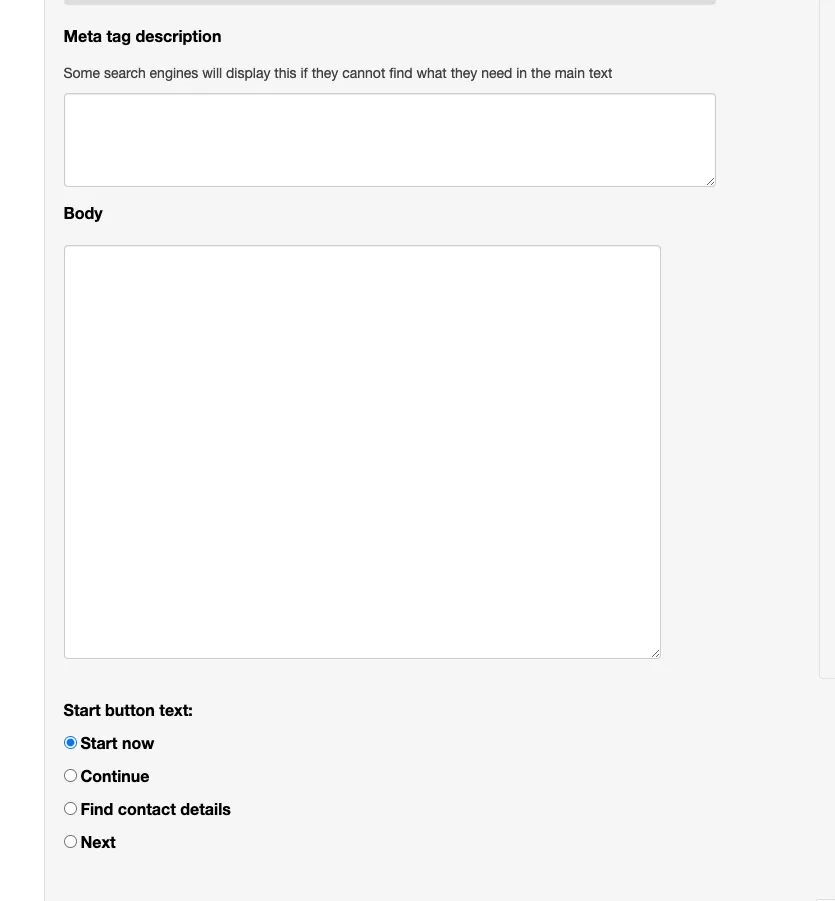 Meta tag description
Some search engines will display this if they cannot find what they need in the main text
Body
Start button text:
Start now
Continue
Find contact details
Next